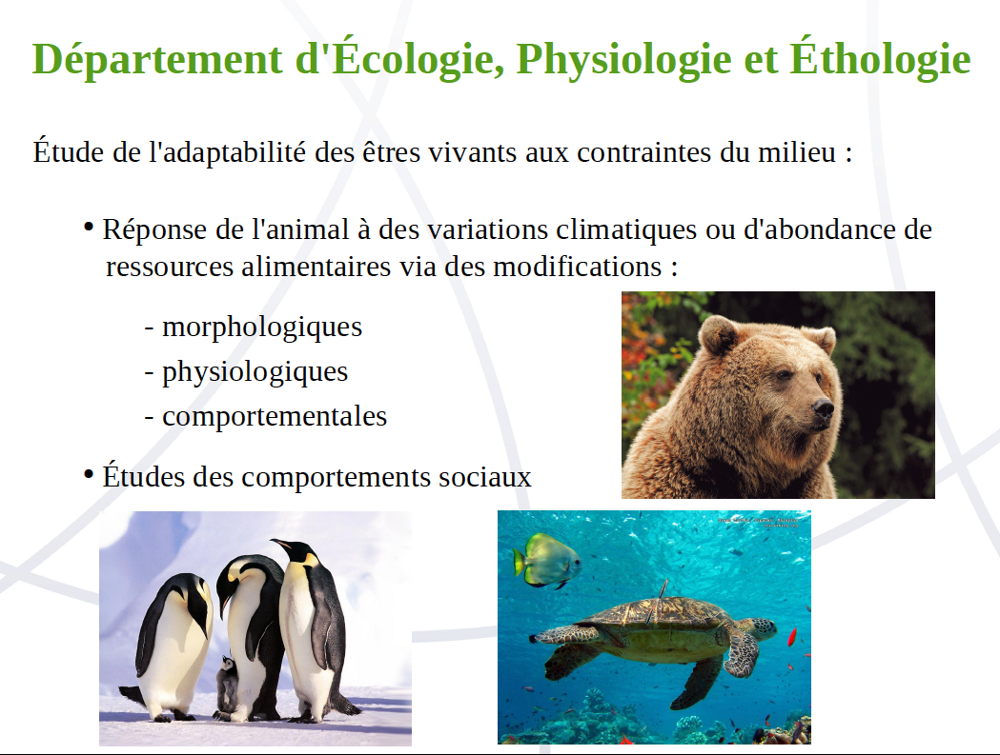 Département d'Écologie, Physiologie et Éthologie
Étude de l'adaptabilité des êtres vivants aux contraintes du milieu :
• Réponse de l'animal à des variations climatiques ou d'abondance de
ressources alimentaires via des modifications :
- morphologiques
- physiologiques
- comportementales
• Études des comportements sociaux